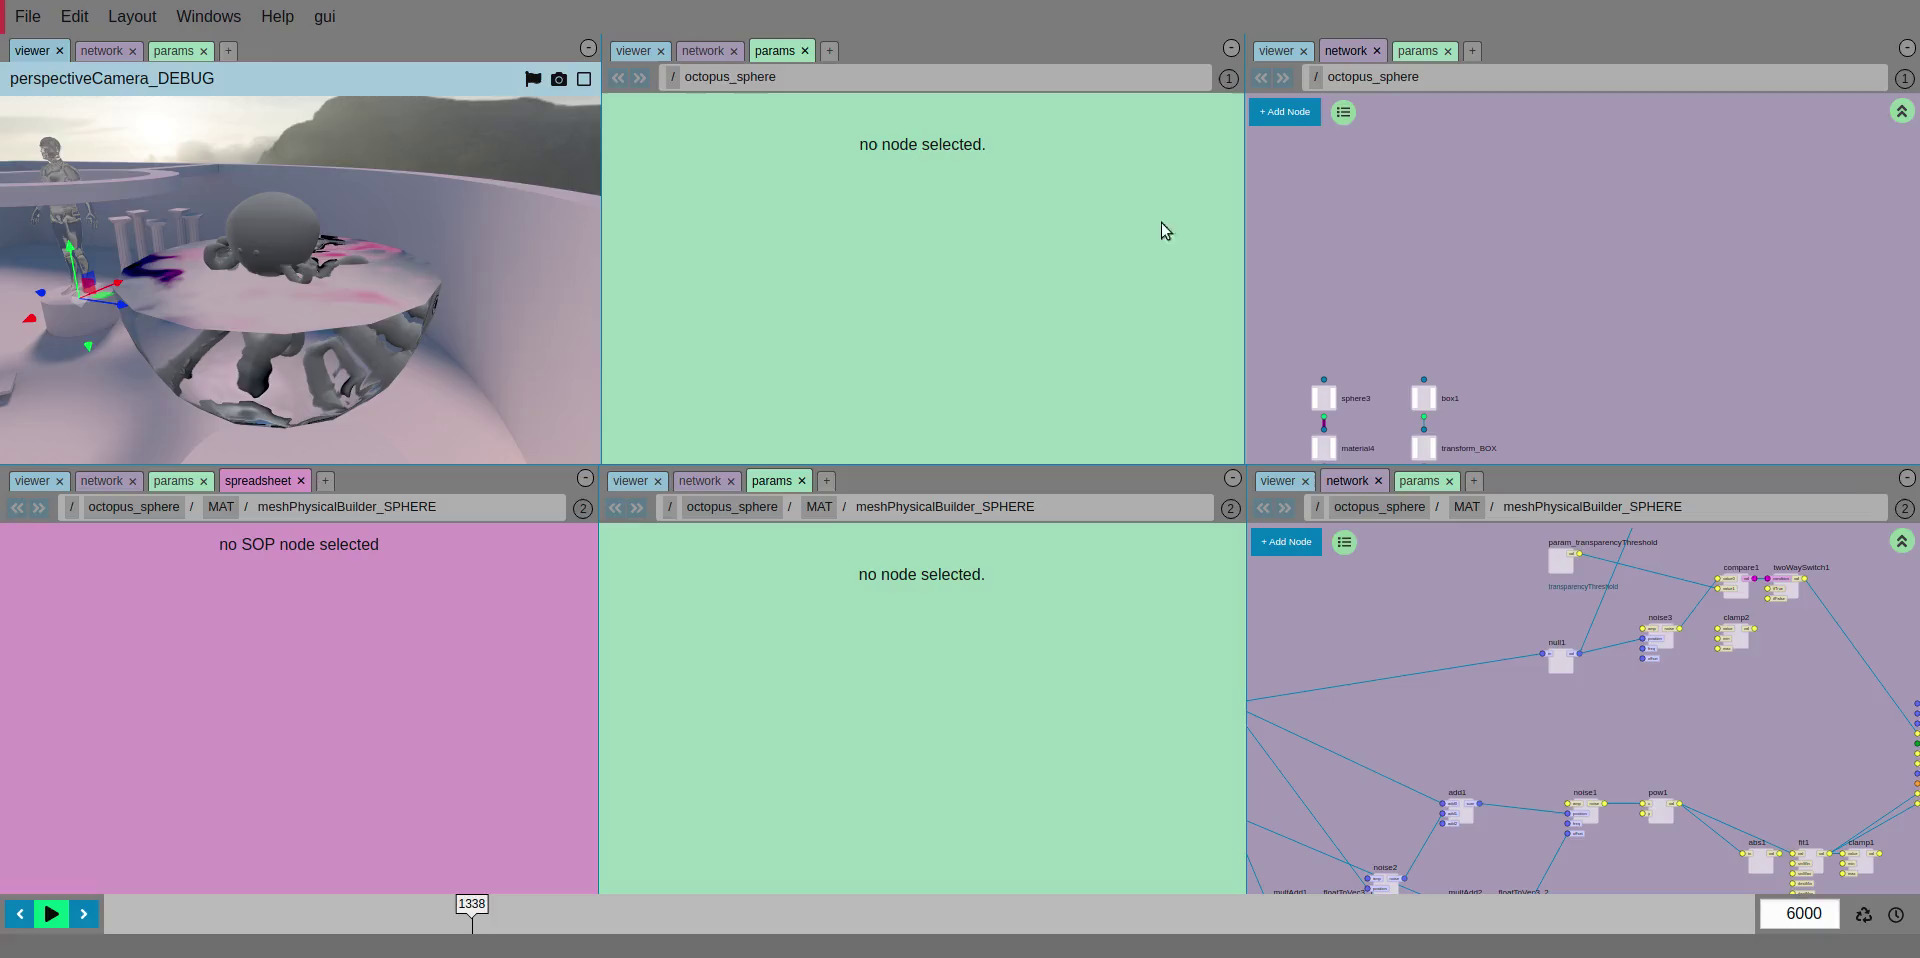 File Edit Layout Windows Help gui
viewer × network × params × +
perspectiveCamera_DEBUG
viewer × network × params × +
/ octopus_sphere 1
no node selected.
viewer × network × params × +
/ octopus_sphere 1
+ Add Node
sphere3 box1
material4 transform_BOX
viewer × network × params × spreadsheet × +
/ octopus_sphere / MAT / meshPhysicalBuilder_SPHERE 2
no SOP node selected
viewer × network × params × +
/ octopus_sphere / MAT / meshPhysicalBuilder_SPHERE 2
no node selected.
viewer × network × params × +
/ octopus_sphere / MAT / meshPhysicalBuilder_SPHERE 2
+ Add Node
param_transparencyThreshold
transparencyThreshold
compare1 twoWaySwitch1
noise3 clamp2
null1
add1 noise1 pow1
abs1 fit1 clamp1
noise2
multAdd1 floatToVec3 multAdd2 floatToVec3_2
1338
6000